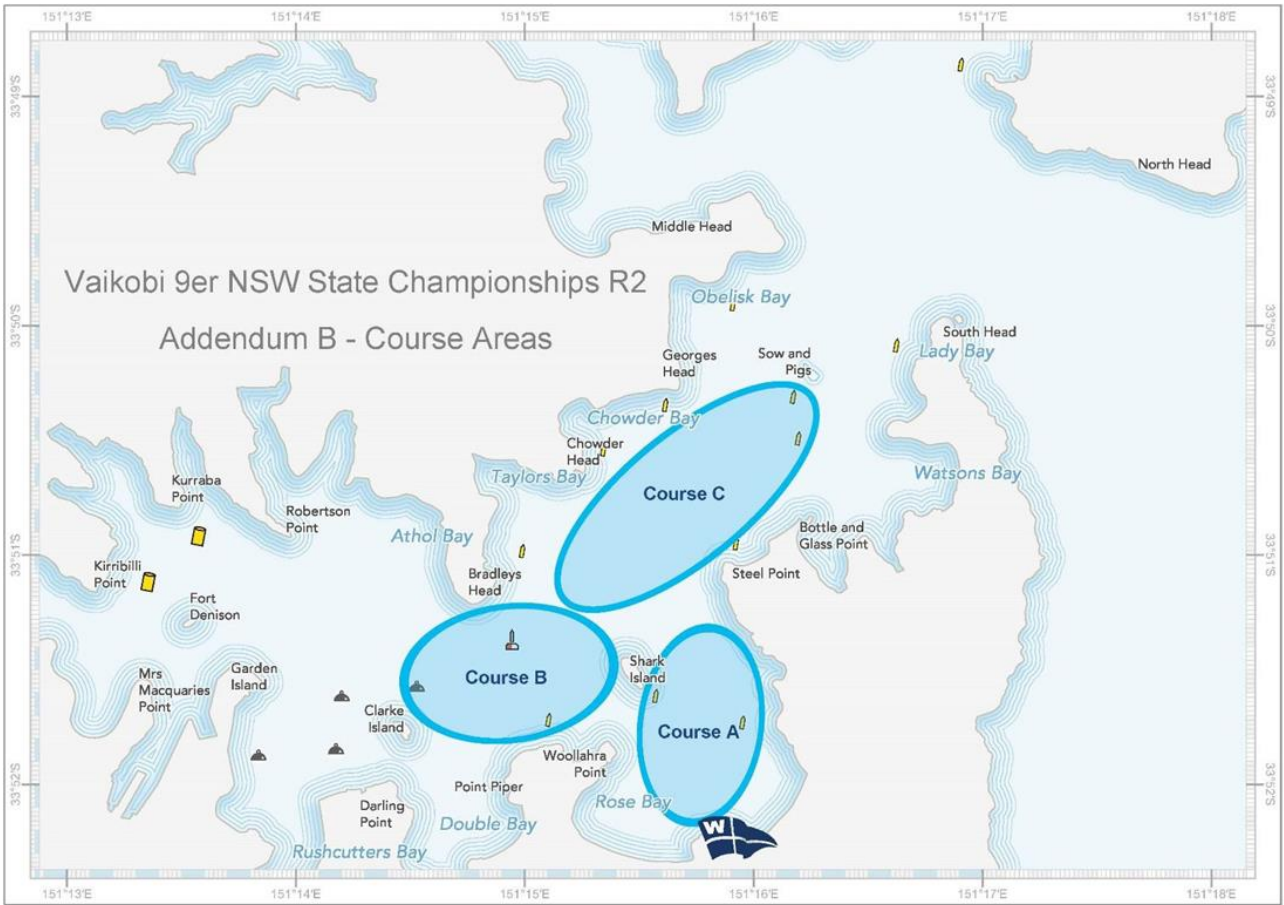 151°13'E 151°14'E 151°15'E 151°16'E 151°17'E 151°18'E
33°49'S
33°49'S
North Head
Middle Head
Vaikobi 9er NSW State Championships R2
Addendum B - Course Areas
Obelisk Bay
33°50'S
33°50'S
South Head
Lady Bay
Georges
Head
Sow and
Pigs
Chowder Bay
Chowder
Head
Taylors Bay
Watsons Bay
Kurraba
Point
Course C
Robertson
Point
Athol Bay
Bottle and
Glass Point
33°51'S
33°51'S
Kirribilli
Point
Bradleys
Head
Steel Point
Fort
Denison
Mrs
Macquaries
Point
Garden
Island
Course B
Shark
Island
Clarke
Island
Course A
Woollahra
Point
33°52'S
33°52'S
Point Piper
Rose Bay
Darling
Point
Double Bay
W
Rushcutters Bay
151°13'E 151°14'E 151°15'E 151°16'E 151°17'E 151°18'E